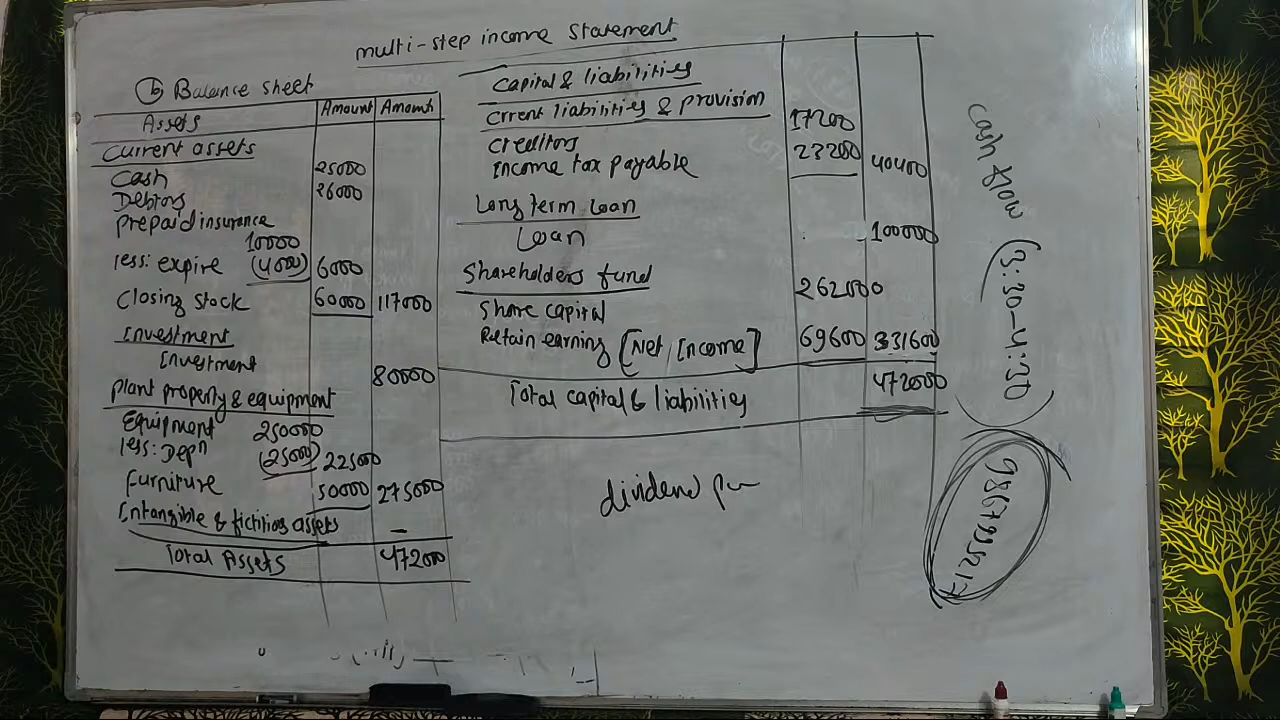 multi-step income statement
(b) Balance sheet
Assets Amount Amount
Current assets
Cash 25000
Debtors 26000
Prepaid insurance
10000
less: expire (4000) 6000
Closing stock 60000 117000
Investment
Investment 80000
Plant property & equipment
Equipment 250000
less: Depn (25000) 225000
Furniture 50000 275000
Intangible & fictitious assets -
Total Assets 472000
Capital & liabilities
Crrent liabilities & provision
Creditors 17200
Income tax payable 23200 40400
Long term loan
Loan 100000
Shareholders fund
Share capital 262000
Retain earning [Net Income] 69600 331600
Total capital & liabilities 472000
dividend
Cash flow
(3:30-4:30)